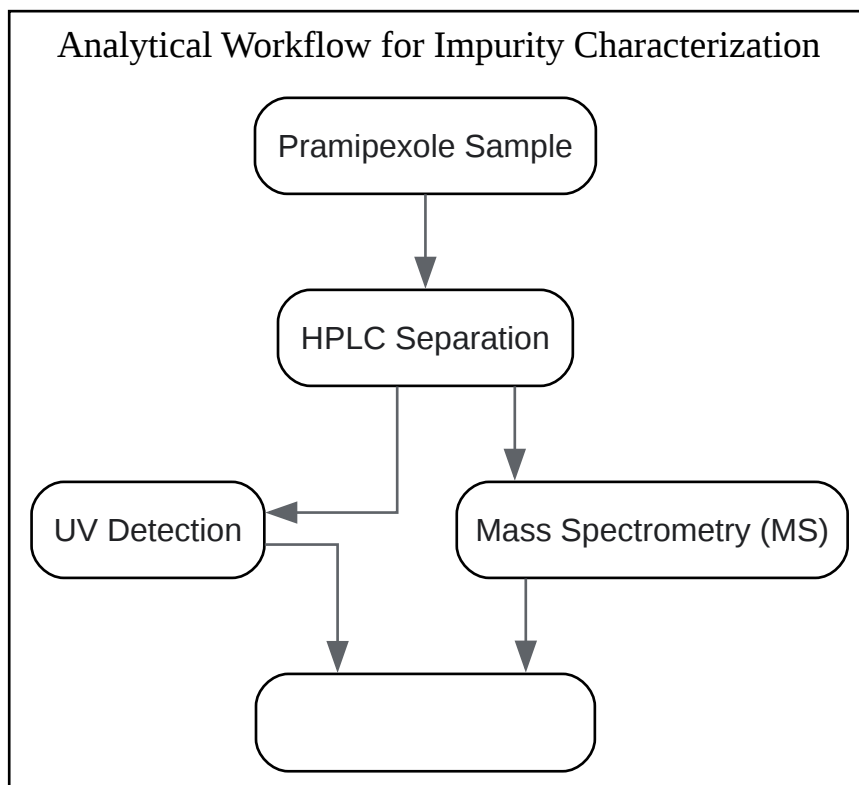 Analytical Workflow for Impurity Characterization
Pramipexole Sample
HPLC Separation
UV Detection
Mass Spectrometry (MS)